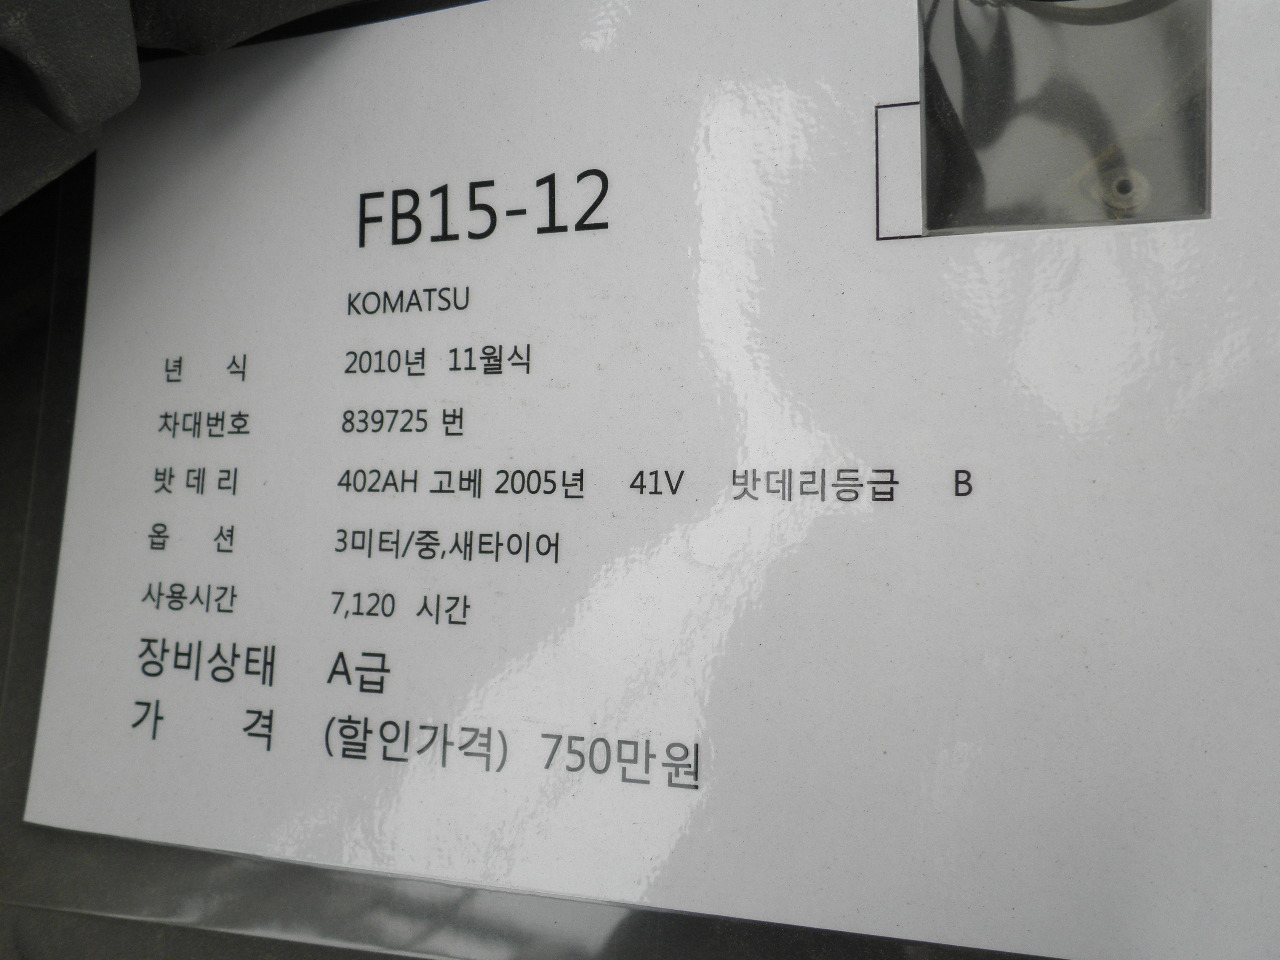 FB15-12
KOMATSU
년 식 2010년 11월식
차대번호 839725 번
밧 데 리 402AH 고베 2005년 41V 밧데리등급 B
옵 션 3미터/중,새타이어
사용시간 7,120 시간
장비상태 A급
가 격 (할인가격) 750만원